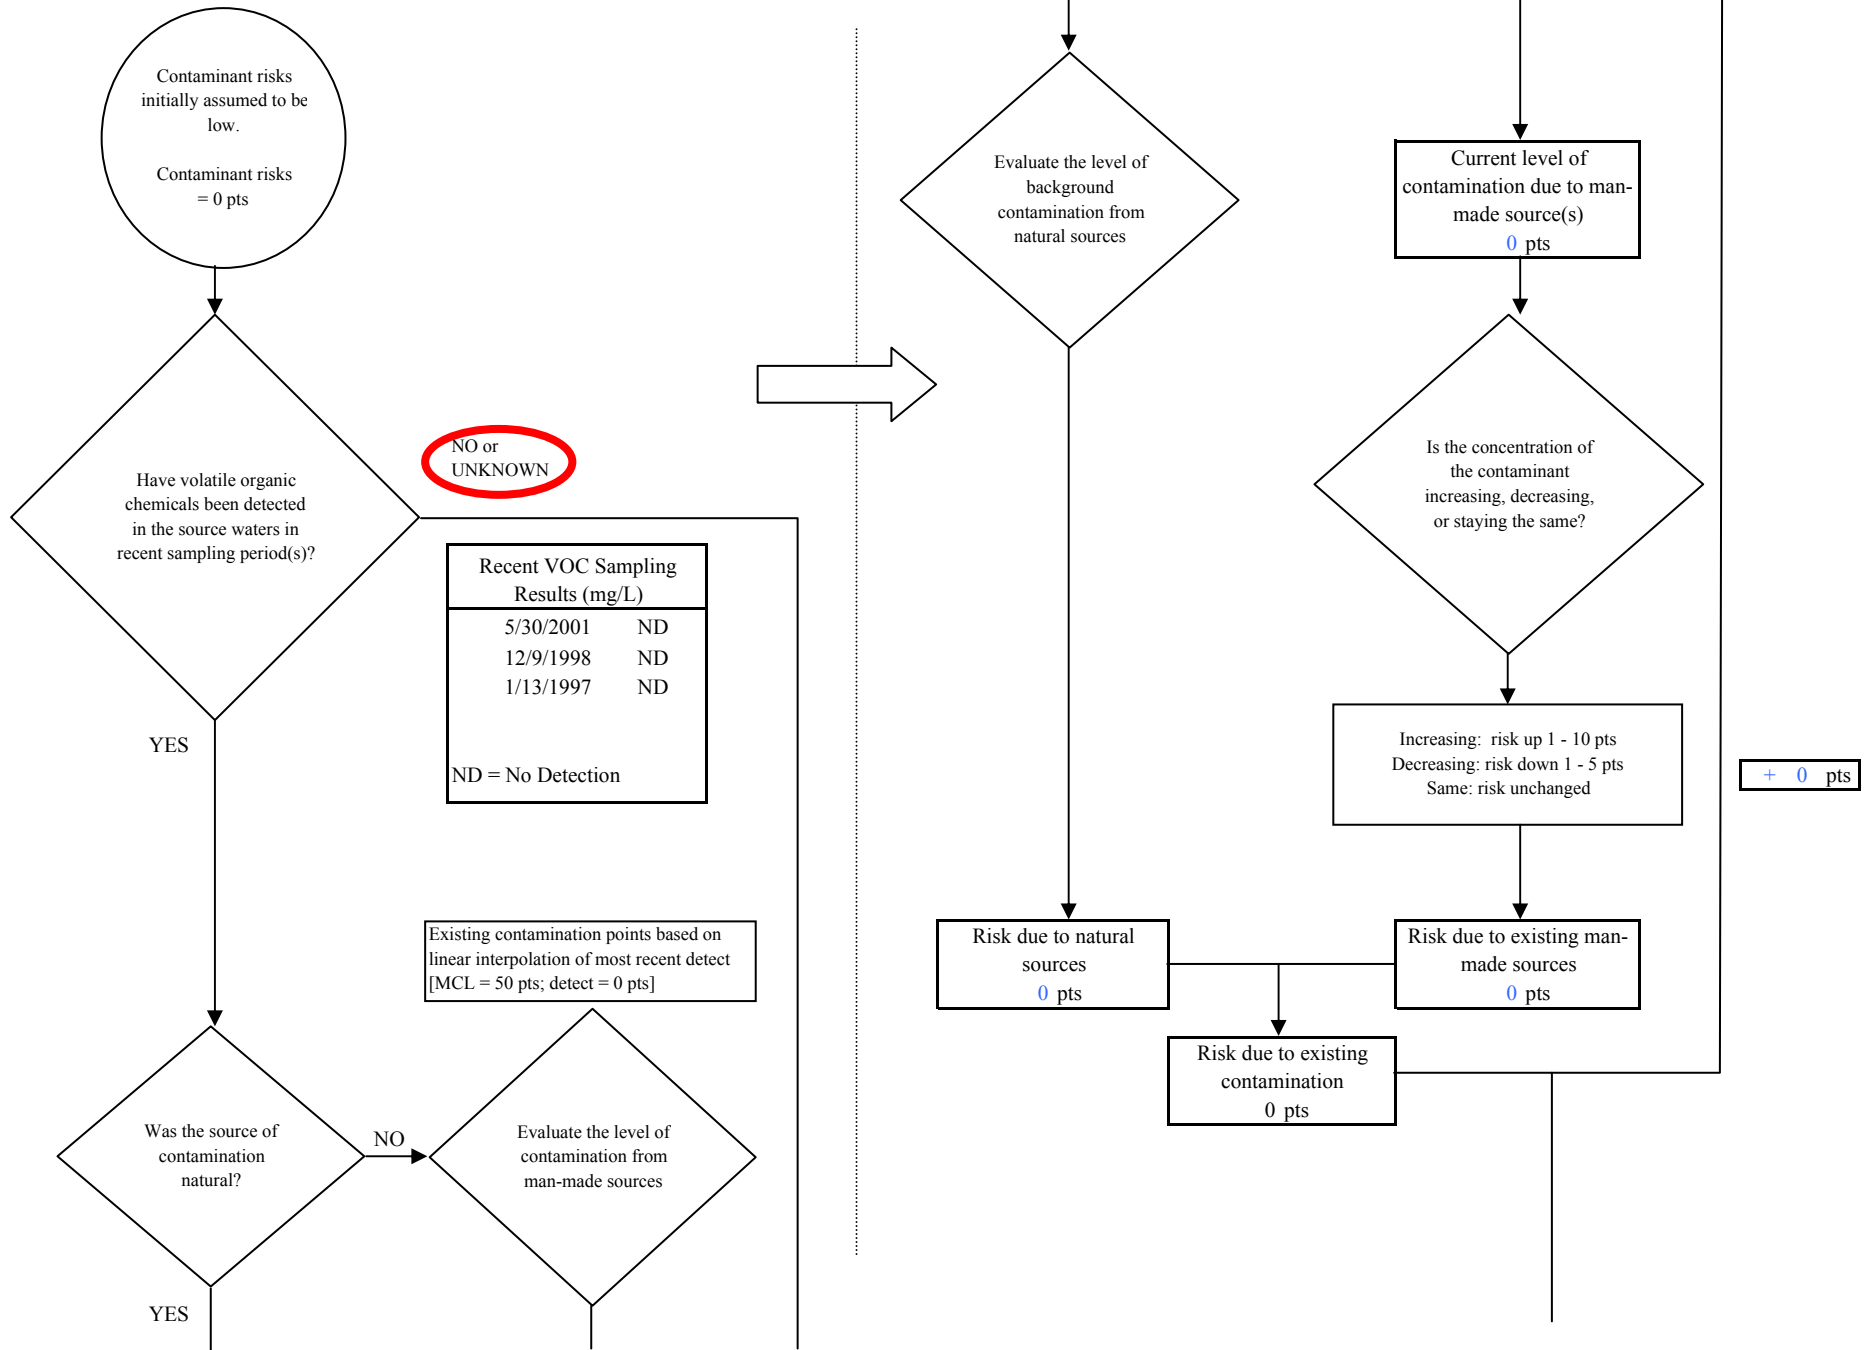 Contaminant risks
initially assumed to be
low.
Contaminant risks
= 0 pts
Have volatile organic
chemicals been detected
in the source waters in
recent sampling period(s)?
NO or
UNKNOWN
Recent VOC Sampling
Results (mg/L)
5/30/2001 ND
12/9/1998 ND
1/13/1997 ND
ND = No Detection
YES
Existing contamination points based on
linear interpolation of most recent detect
[MCL = 50 pts; detect = 0 pts]
Was the source of
contamination
natural?
NO
Evaluate the level of
contamination from
man-made sources
YES
Evaluate the level of
background
contamination from
natural sources
Current level of
contamination due to man-
made source(s)
0 pts
Is the concentration of
the contaminant
increasing, decreasing,
or staying the same?
Increasing: risk up 1 - 10 pts
Decreasing: risk down 1 - 5 pts
Same: risk unchanged
+ 0 pts
Risk due to natural
sources
0 pts
Risk due to existing man-
made sources
0 pts
Risk due to existing
contamination
0 pts